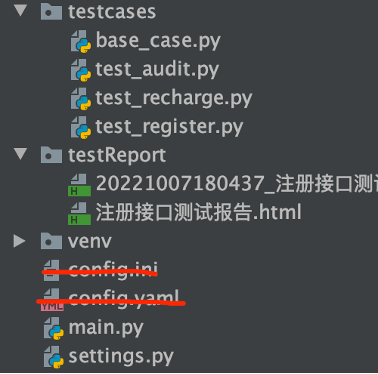 testcases
base_case.py
test_audit.py
test_recharge.py
test_register.py
testReport
20221007180437_注册接口测试
H
注册接口测试报告.html
H
venv
config.ini
config.yaml
YML
main.py
settings.py